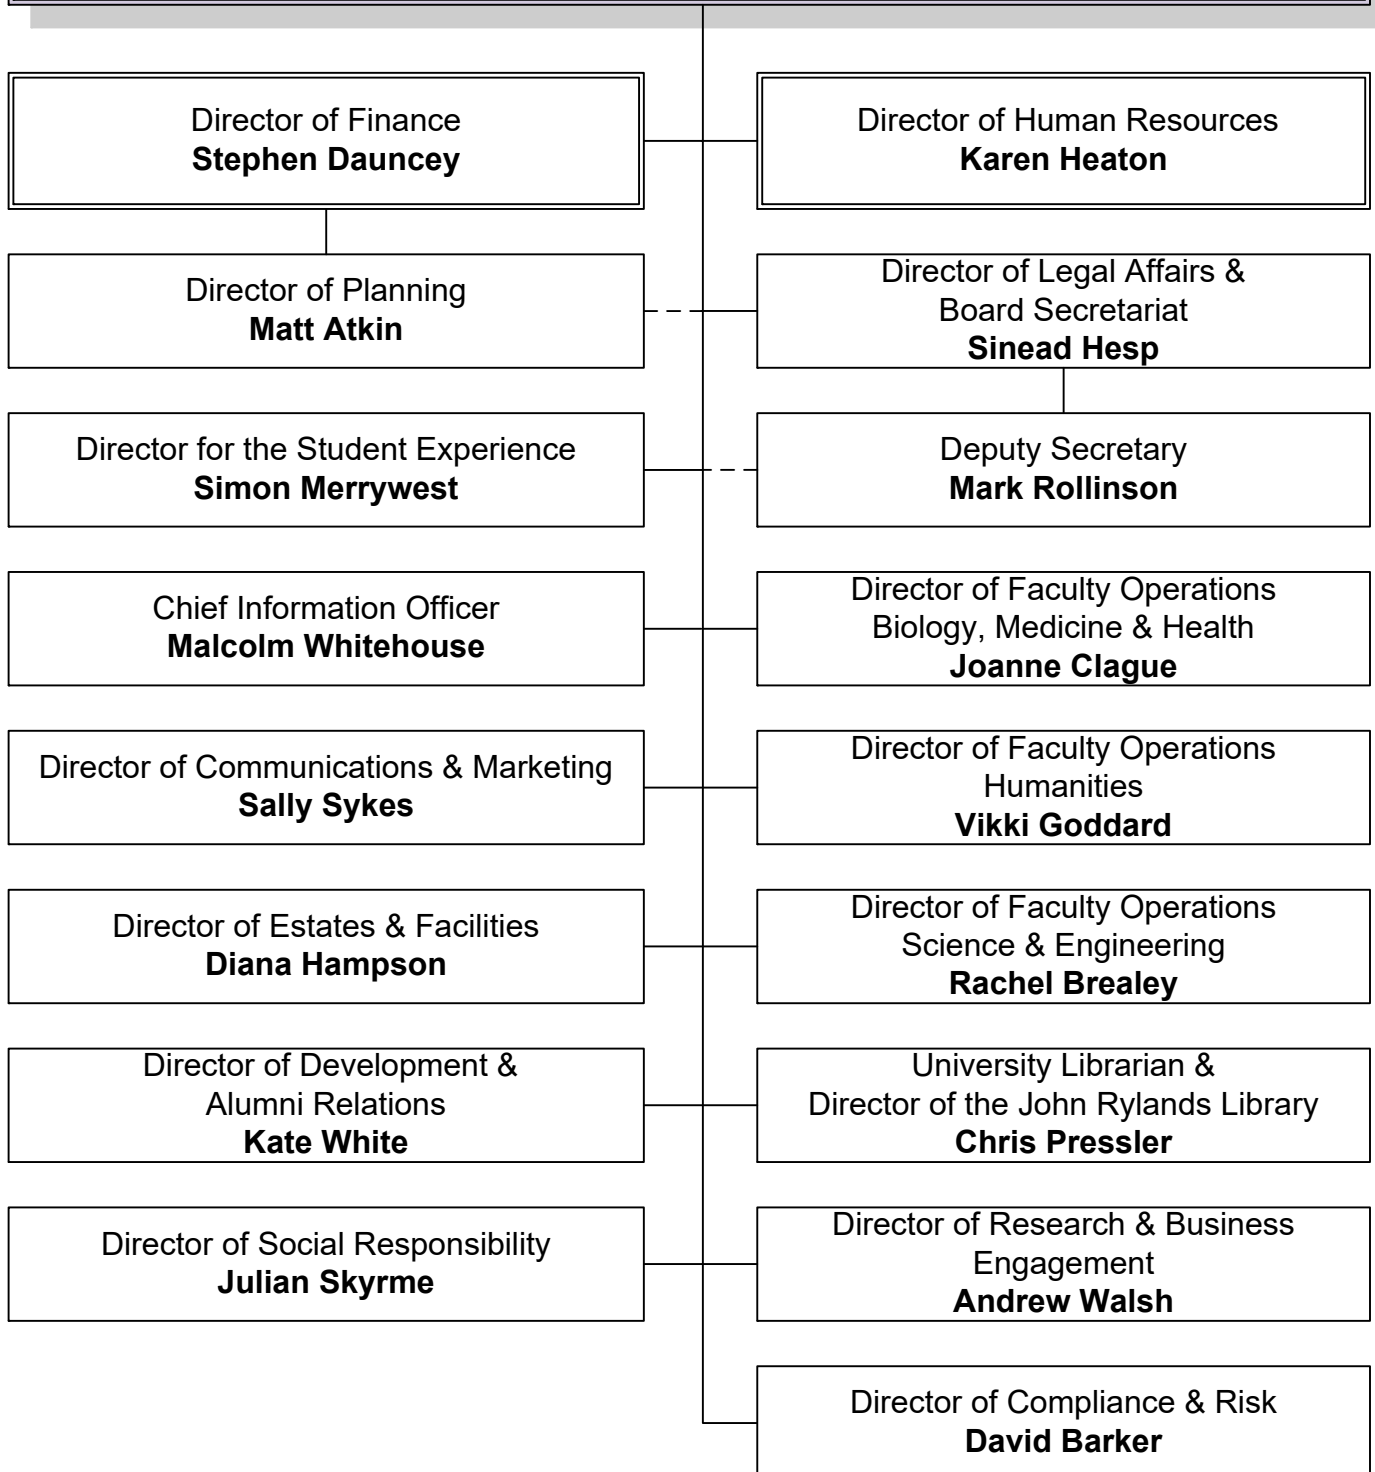 Director of Finance
Stephen Dauncey
Director of Human Resources
Karen Heaton
Director of Planning
Matt Atkin
Director of Legal Affairs &
Board Secretariat
Sinead Hesp
Director for the Student Experience
Simon Merrywest
Deputy Secretary
Mark Rollinson
Chief Information Officer
Malcolm Whitehouse
Director of Faculty Operations
Biology, Medicine & Health
Joanne Clague
Director of Communications & Marketing
Sally Sykes
Director of Faculty Operations
Humanities
Vikki Goddard
Director of Estates & Facilities
Diana Hampson
Director of Faculty Operations
Science & Engineering
Rachel Brealey
Director of Development &
Alumni Relations
Kate White
University Librarian &
Director of the John Rylands Library
Chris Pressler
Director of Social Responsibility
Julian Skyrme
Director of Research & Business
Engagement
Andrew Walsh
Director of Compliance & Risk
David Barker